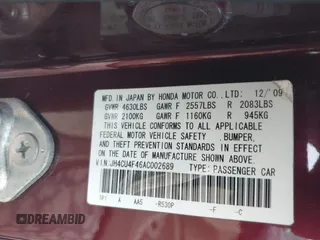 MFD. IN JAPAN BY HONDA MOTOR CO.,LTD. 12/'09
GVWR 4630LBS GAWR F 2557LBS R 2083LBS
GVWR 2100KG GAWR F 1160KG R 945KG
THIS VEHICLE CONFORMS TO ALL APPLICABLE
FEDERAL MOTOR VEHICLE SAFETY, BUMPER,
AND THEFT PREVENTION STANDARDS IN EFFECT
ON THE DATE OF MANUFACTURE SHOWN ABOVE.
V.I.N:JH4CU4F46AC002689 TYPE: PASSENGER CAR
A AAS -R530P -F -C
DREAMBID